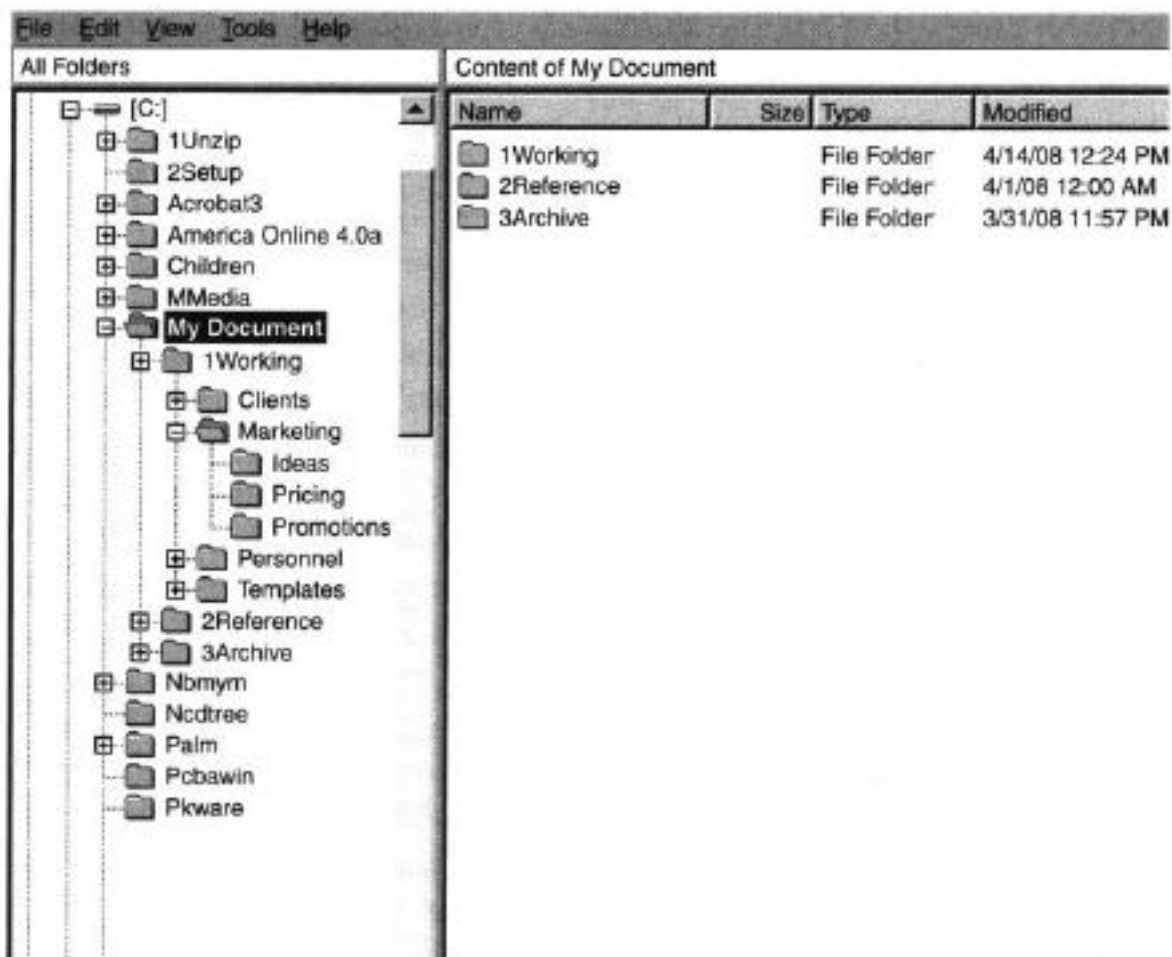 File Edit View Tools Help
All Folders
Content of My Document
[C:]
1Unzip
2Setup
Acrobat3
America Online 4.0a
Children
MMedia
My Document
1Working
Clients
Marketing
Ideas
Pricing
Promotions
Personnel
Templates
2Reference
3Archive
Nbmyrn
Ncdtree
Palm
Pcbawin
Pkware
Name Size Type Modified
1Working File Folder 4/14/08 12:24 PM
2Reference File Folder 4/1/08 12:00 AM
3Archive File Folder 3/31/08 11:57 PM